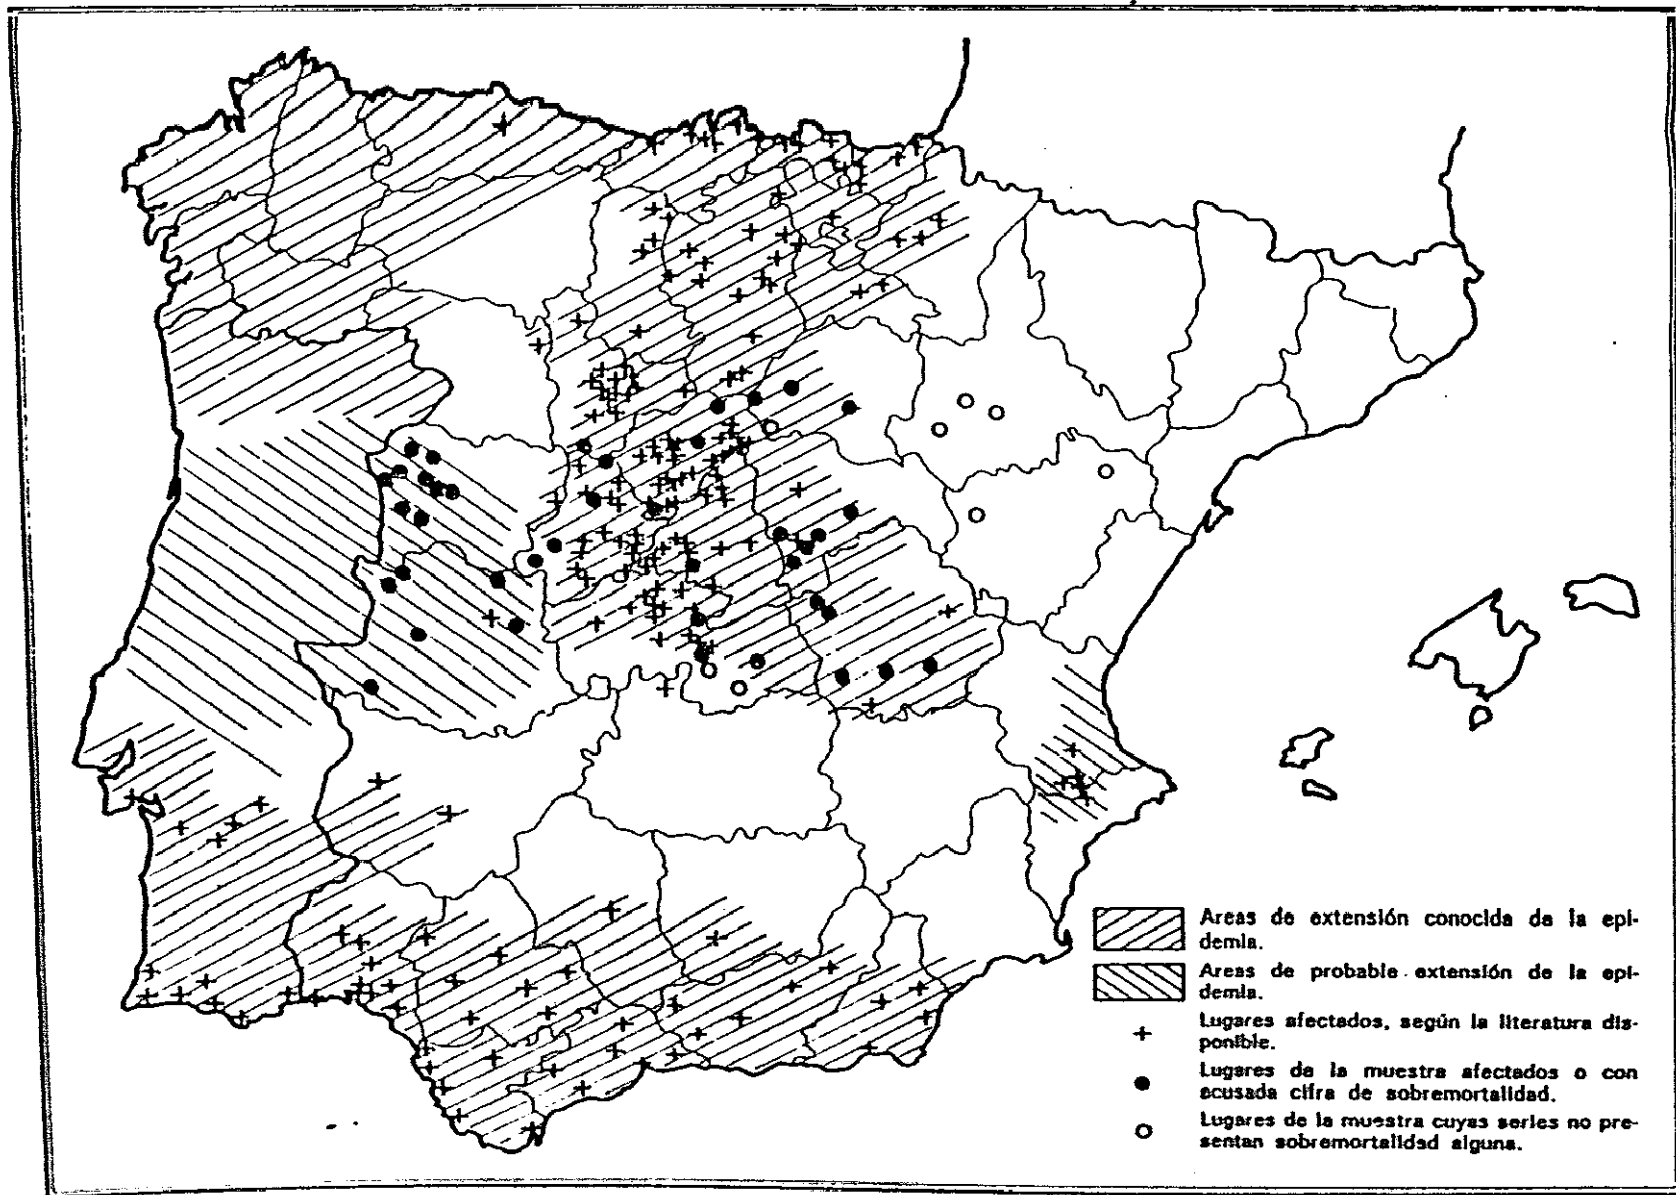 Areas de extensión conocida da la epi-
demia.
Areas de probable extensión de la epi-
demia.
Lugares afectados, según la literatura dis-
ponible.
Lugares de la muestra afectados o con
acusada cifra de sobremortalidad.
Lugares de la muestra cuyas series no pre-
sentan sobremortalidad alguna.